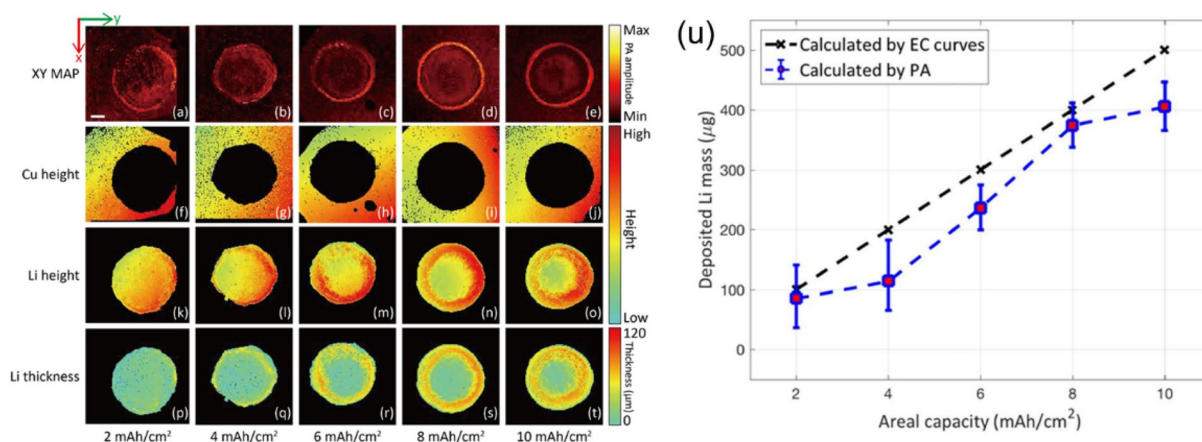 y
x
XY MAP
(a)
(b)
(c)
(d)
(e)
Max
PA amplitude
Min
Cu height
(f)
(g)
(h)
(i)
(j)
High
Height
Li height
(k)
(l)
(m)
(n)
(o)
Low
Li thickness
(p)
(q)
(r)
(s)
(t)
120
Thickness (μm)
0
2 mAh/cm²
4 mAh/cm²
6 mAh/cm²
8 mAh/cm²
10 mAh/cm²
(u)
Calculated by EC curves
Calculated by PA
Deposited Li mass (μg)
500
400
300
200
100
0
2
4
6
8
10
Areal capacity (mAh/cm²)